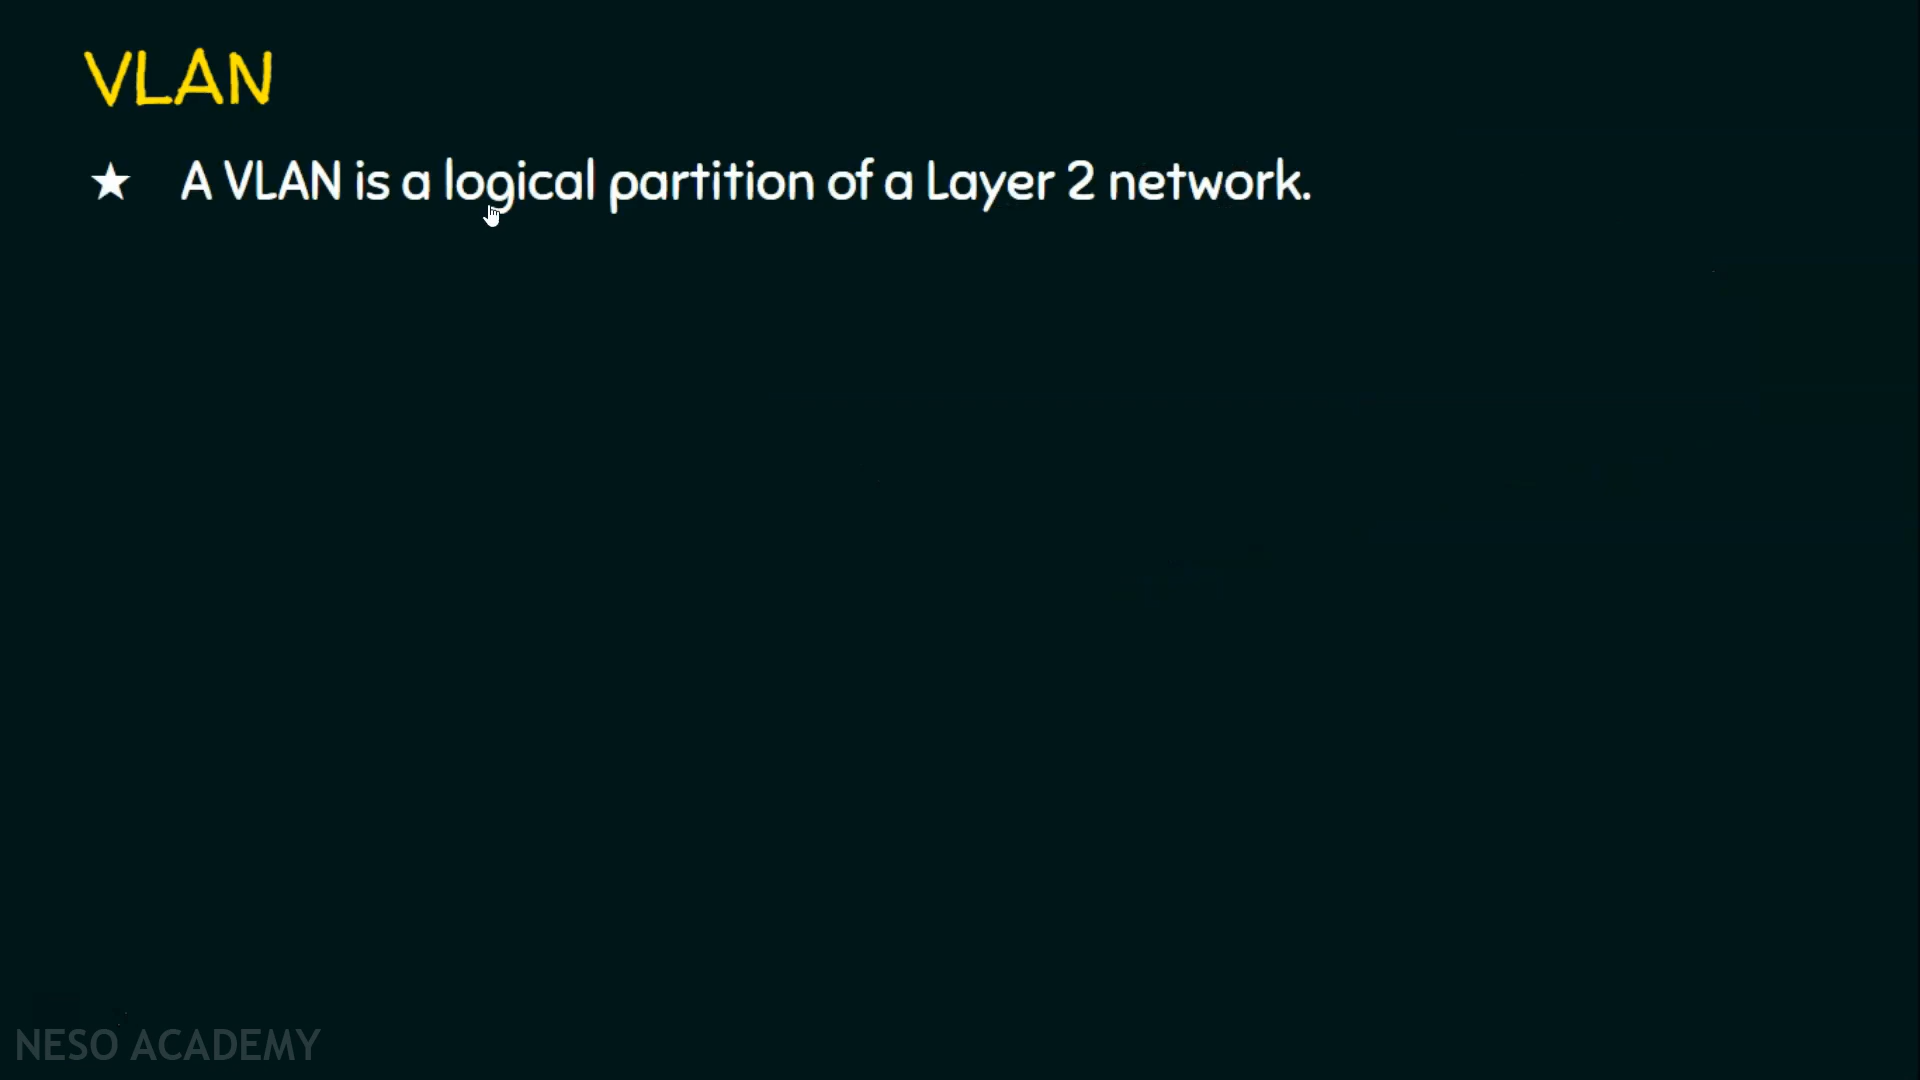 VLAN
★ A VLAN is a logical partition of a Layer 2 network.
NESO ACADEMY